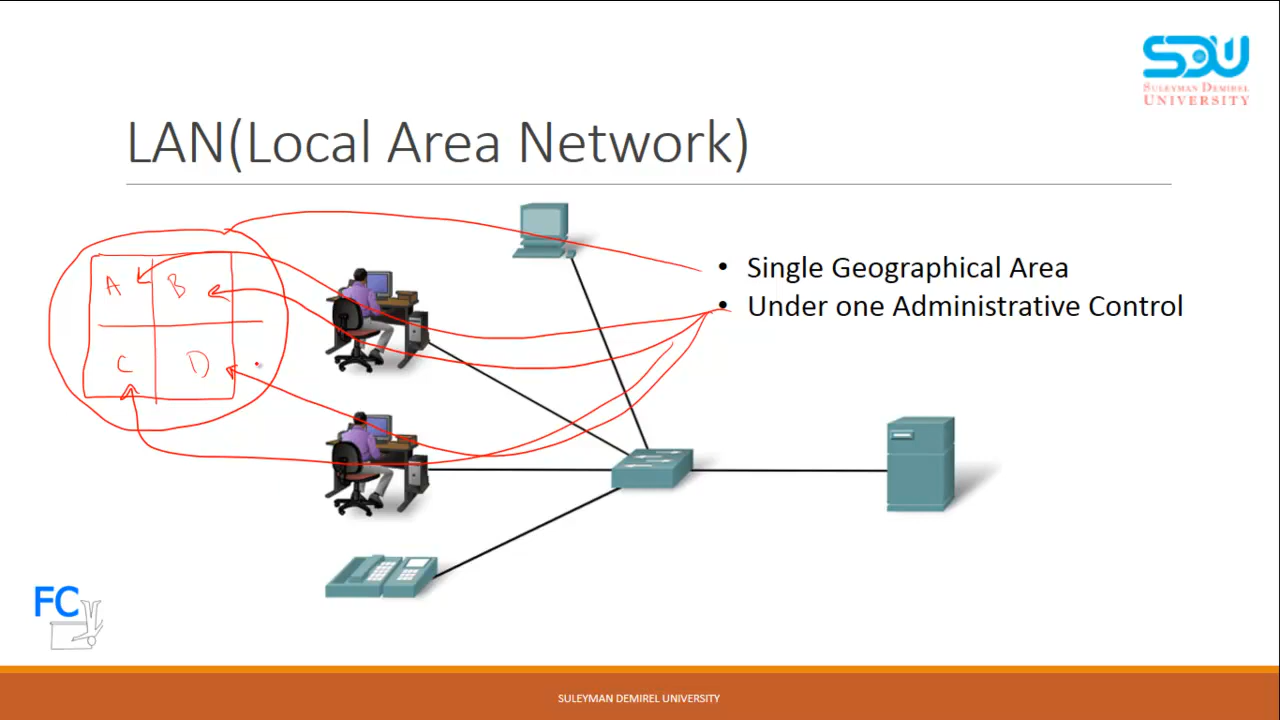 SDU
SULEYMAN DEMIREL
UNIVERSITY
LAN(Local Area Network)
A B
C D
• Single Geographical Area
• Under one Administrative Control
FC
SULEYMAN DEMIREL UNIVERSITY